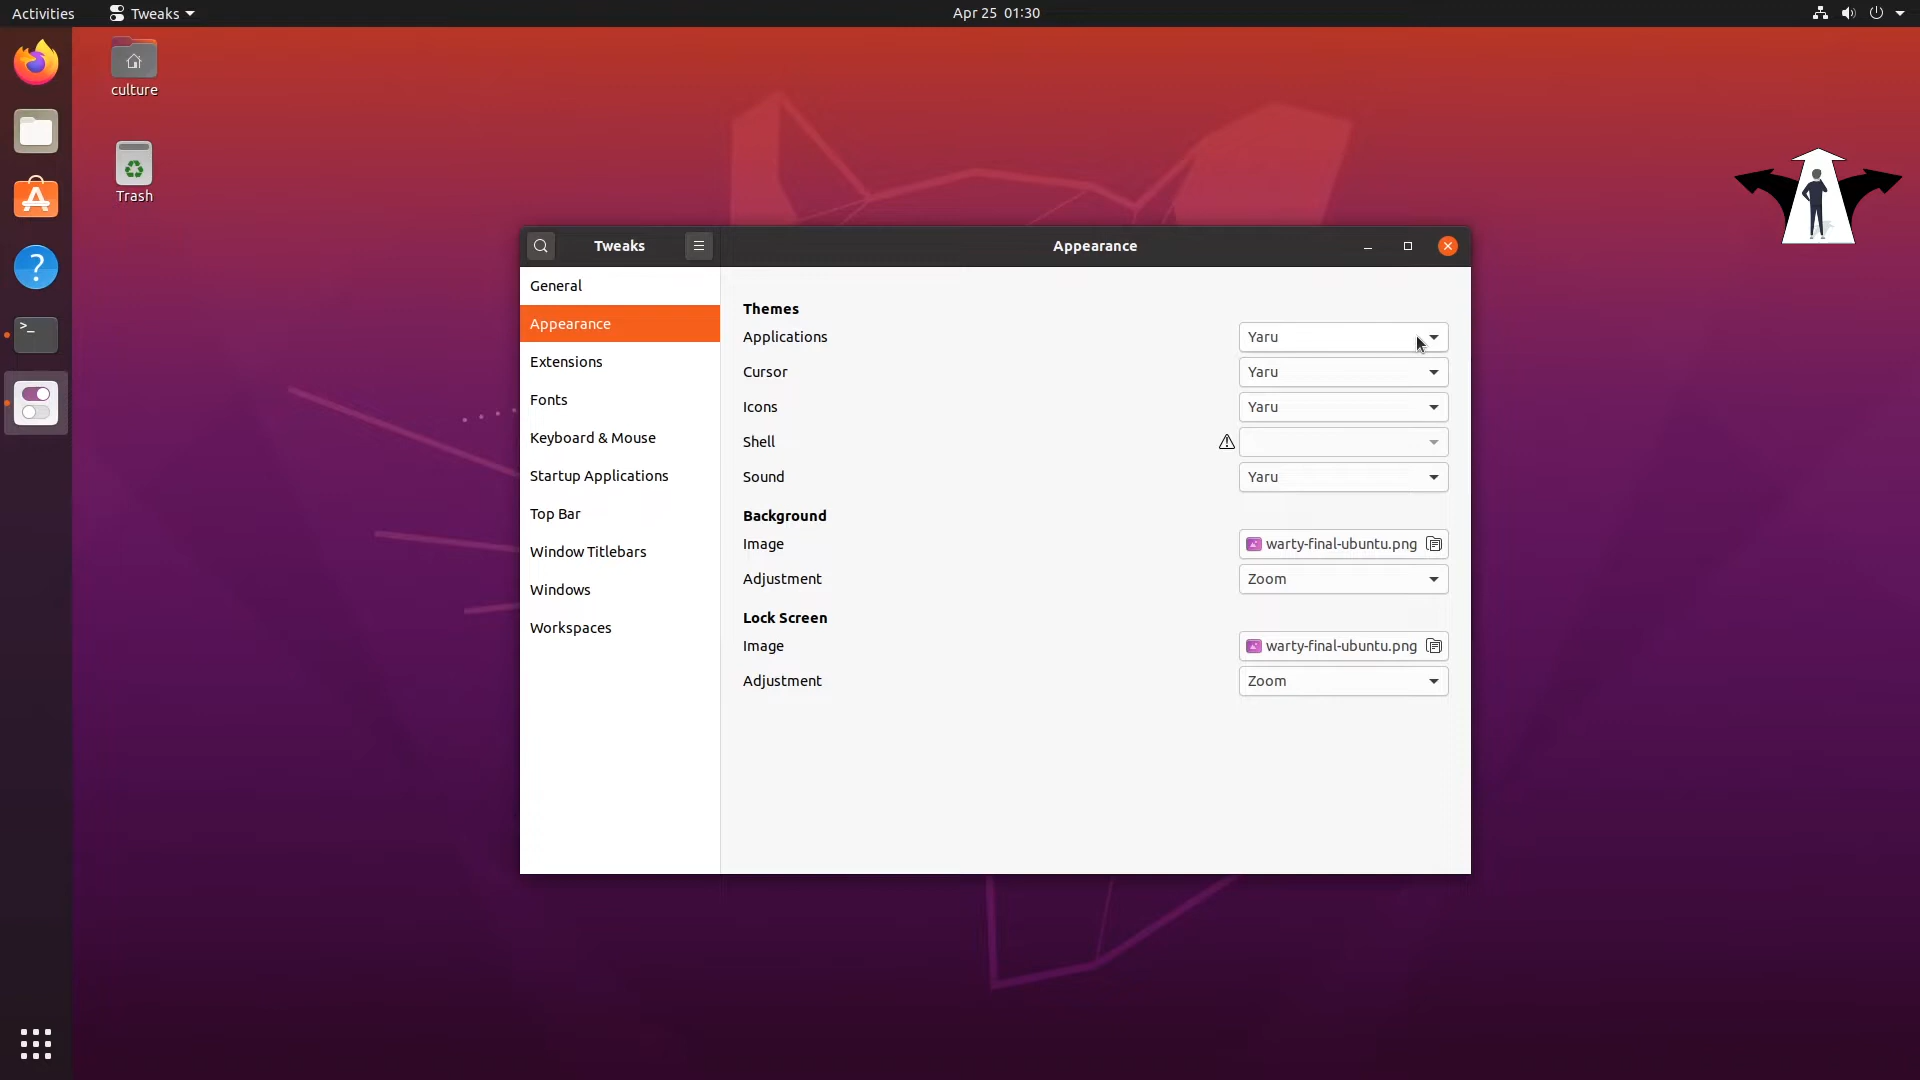 Activities
Tweaks
Apr 25 01:30
culture
Trash
Tweaks
Appearance
General
Appearance
Extensions
Fonts
Keyboard & Mouse
Startup Applications
Top Bar
Window Titlebars
Windows
Workspaces
Themes
Applications Yaru
Cursor Yaru
Icons Yaru
Shell
Sound Yaru
Background
Image warty-final-ubuntu.png
Adjustment Zoom
Lock Screen
Image warty-final-ubuntu.png
Adjustment Zoom